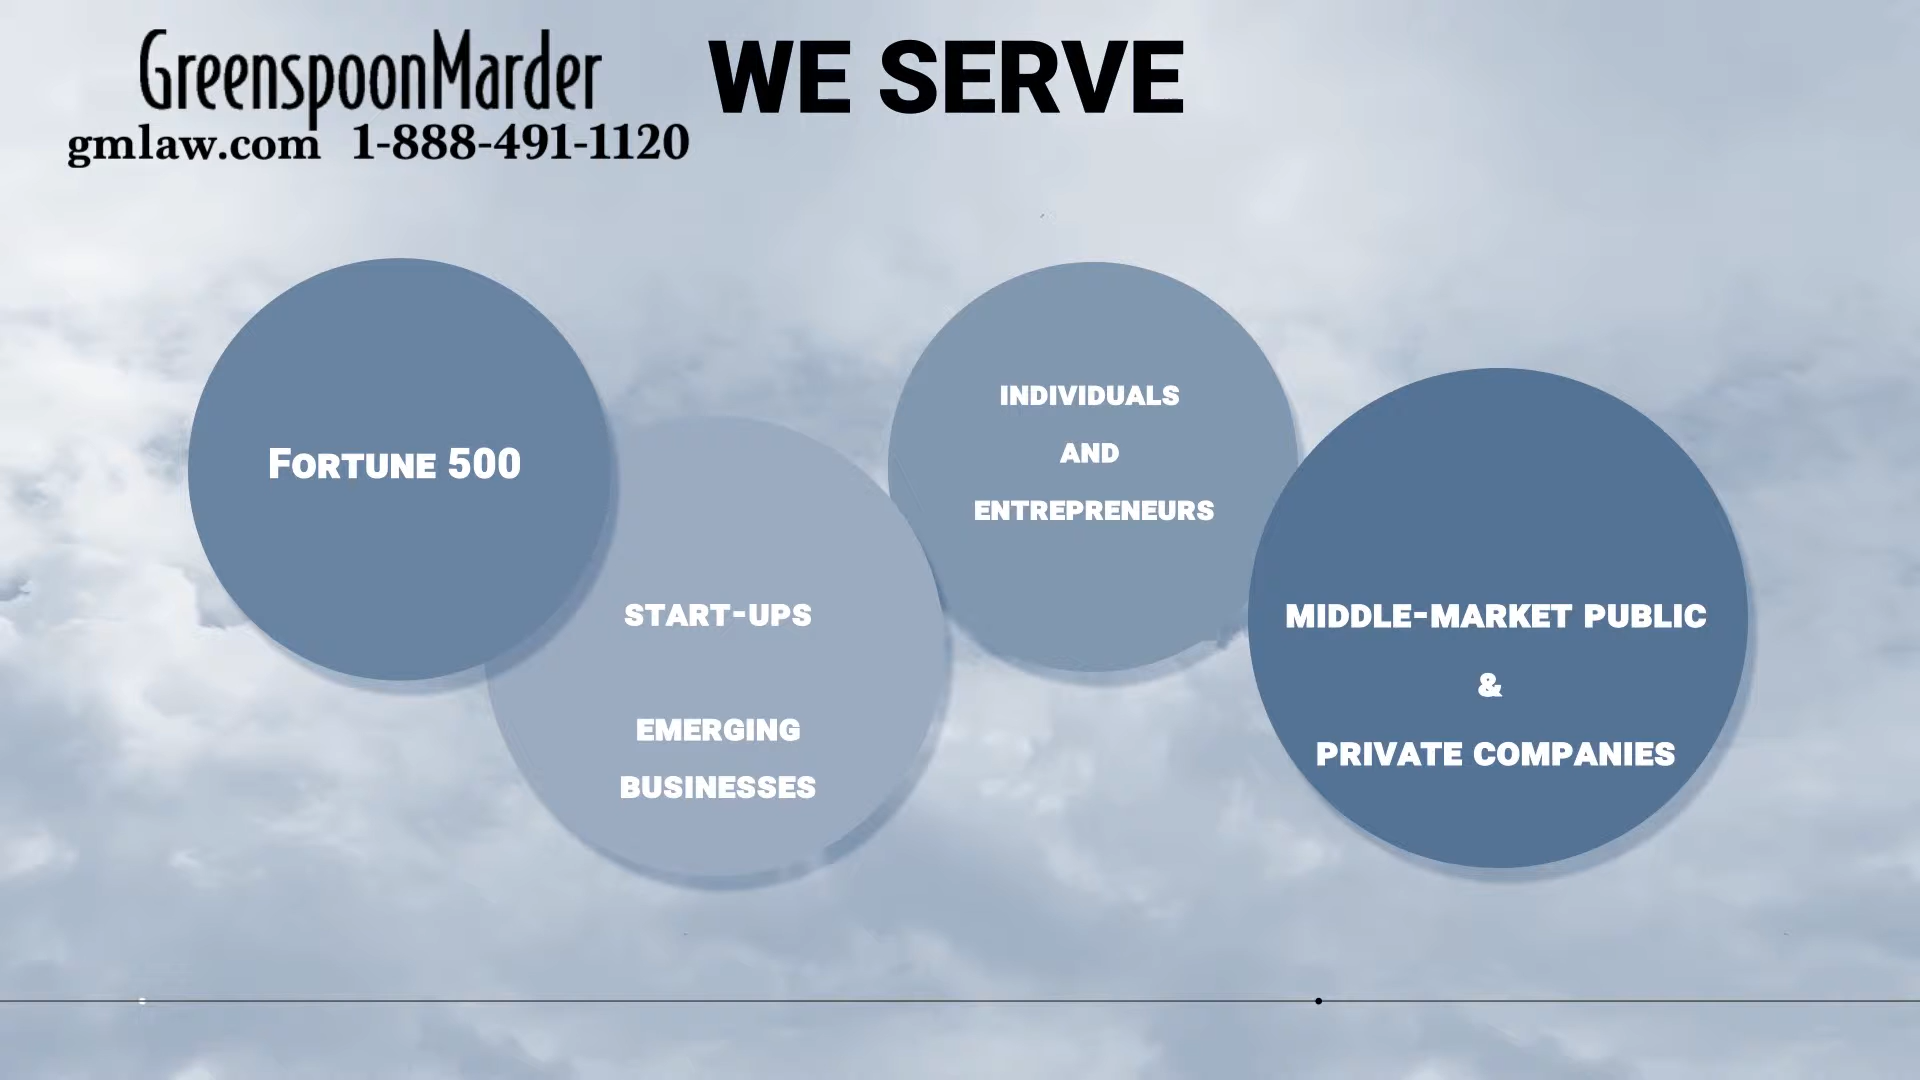 GreenspoonMarder
gmlaw.com 1-888-491-1120
WE SERVE
FORTUNE 500
START-UPS
EMERGING
BUSINESSES
INDIVIDUALS
AND
ENTREPRENEURS
MIDDLE-MARKET PUBLIC
&
PRIVATE COMPANIES